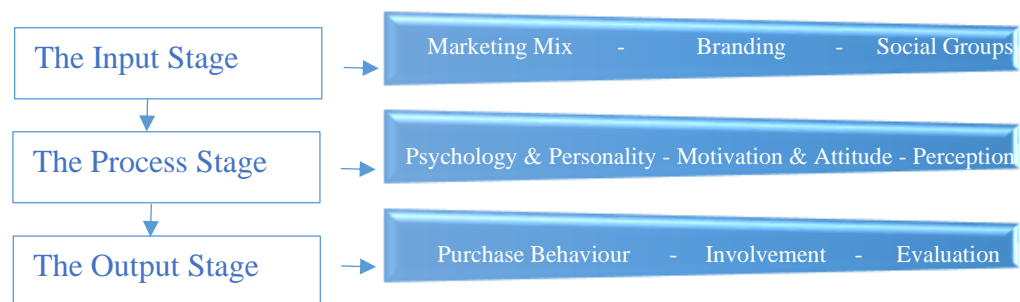 The Input Stage
Marketing Mix - Branding - Social Groups
The Process Stage
Psychology & Personality - Motivation & Attitude - Perception
The Output Stage
Purchase Behaviour - Involvement - Evaluation